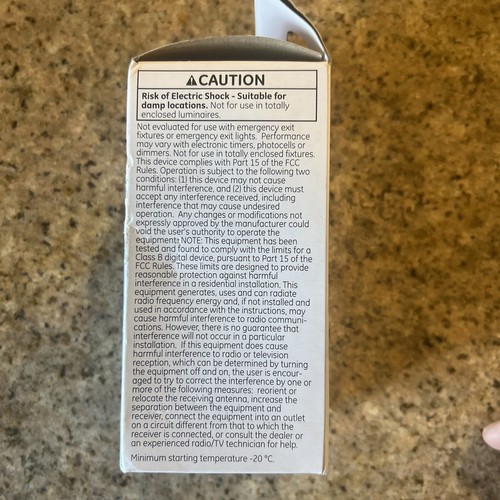 ⚠CAUTION
Risk of Electric Shock - Suitable for
damp locations. Not for use in totally
enclosed luminaires.
Not evaluated for use with emergency exit
fixtures or emergency exit lights. Performance
may vary with electronic timers, photocells or
dimmers. Not for use in totally enclosed fixtures.
This device complies with Part 15 of the FCC
Rules. Operation is subject to the following two
conditions: (1) this device may not cause
harmful interference, and (2) this device must
accept any interference received, including
interference that may cause undesired
operation. Any changes or modifications not
expressly approved by the manufacturer could
void the user's authority to operate the
equipment. NOTE: This equipment has been
tested and found to comply with the limits for a
Class B digital device, pursuant to Part 15 of the
FCC Rules. These limits are designed to provide
reasonable protection against harmful
interference in a residential installation. This
equipment generates, uses and can radiate
radio frequency energy and, if not installed and
used in accordance with the instructions, may
cause harmful interference to radio communi-
cations. However, there is no guarantee that
interference will not occur in a particular
installation. If this equipment does cause
harmful interference to radio or television
reception, which can be determined by turning
the equipment off and on, the user is encour-
aged to try to correct the interference by one or
more of the following measures: reorient or
relocate the receiving antenna, increase the
separation between the equipment and
receiver, connect the equipment into an outlet
on a circuit different from that to which the
receiver is connected, or consult the dealer or
an experienced radio/TV technician for help.
Minimum starting temperature -20 °C.